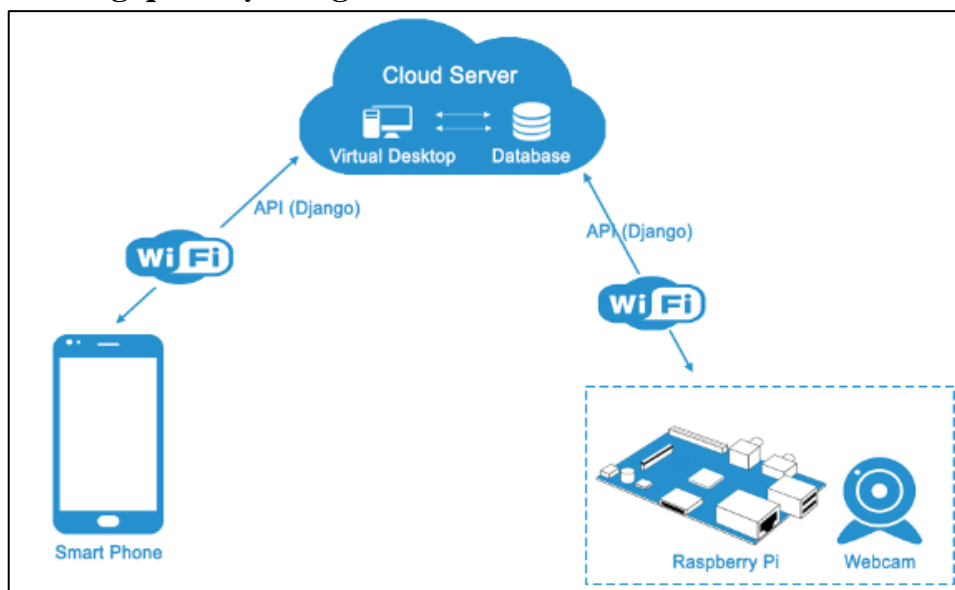 Cloud Server
Virtual Desktop
Database
API (Django)
API (Django)
Wi Fi
Wi Fi
Smart Phone
Raspberry Pi
Webcam